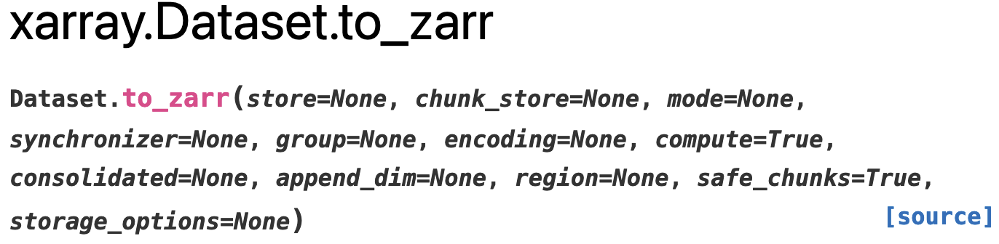 xarray.Dataset.to_zarr
Dataset.to_zarr(store=None, chunk_store=None, mode=None,
synchronizer=None, group=None, encoding=None, compute=True,
consolidated=None, append_dim=None, region=None, safe_chunks=True,
storage_options=None) [source]